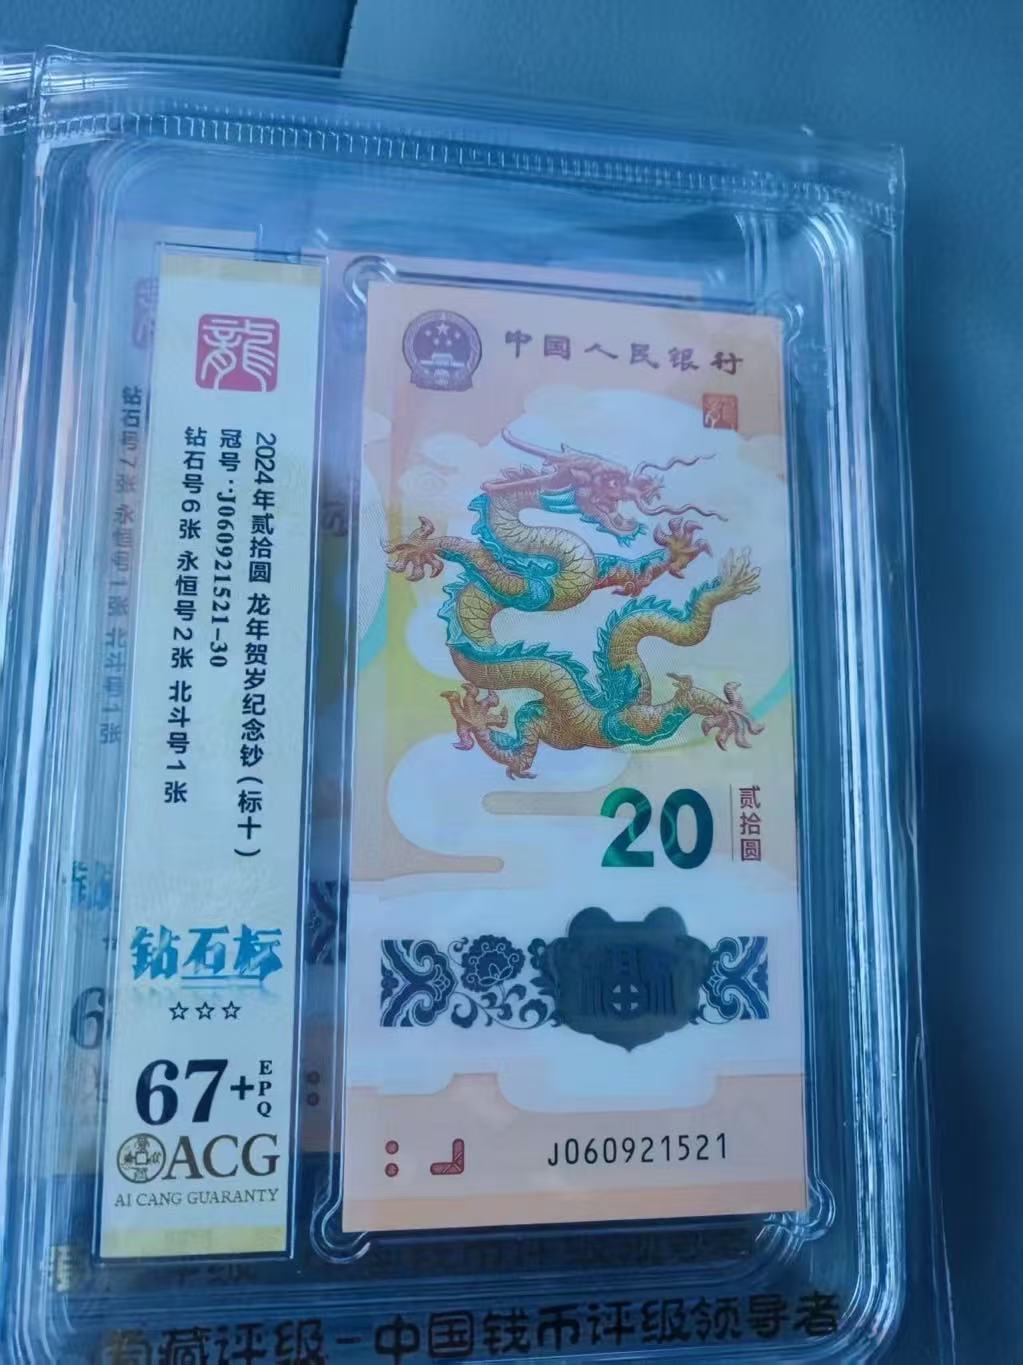 龍
2024年贰拾圆 龙年贺岁纪念钞(标十)
冠号·J060921521-30
钻石号6张 永恒号2张 北斗号1张
钻石标
☆☆☆
67+
EPQ
ACG
AI CANG GUARANTY
中国人民银行
20
贰拾圆
J060921521
钻石号7张 永恒号1张 北斗号1张
藏评级-中国钱币评级领导者